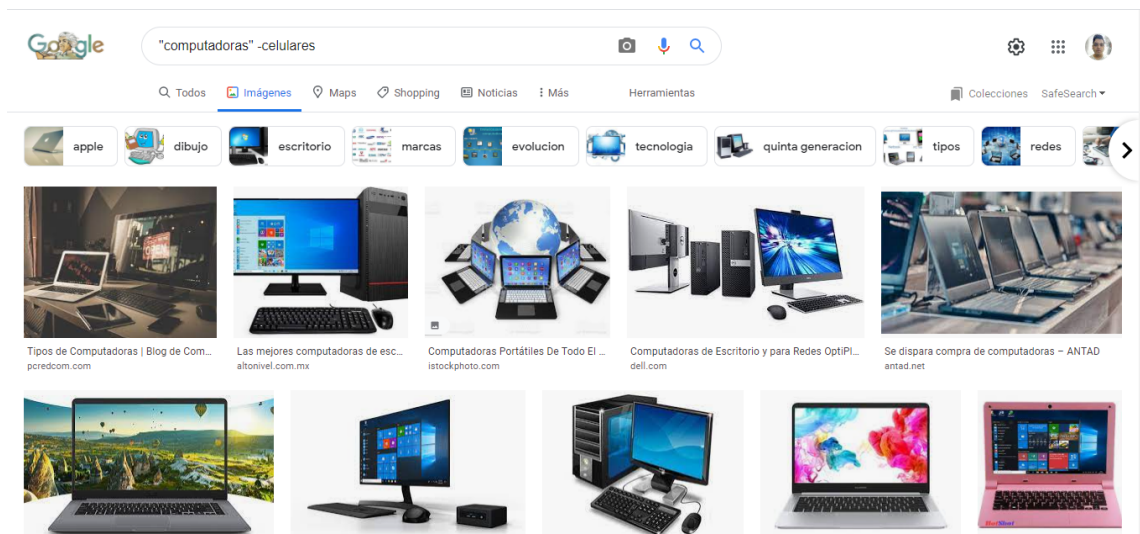 Google
"computadoras" -celulares
Todos Imágenes Maps Shopping Noticias Más Herramientas
Colecciones SafeSearch
apple dibujo escritorio marcas evolucion tecnologia quinta generacion tipos redes
Tipos de Computadoras | Blog de Com... Las mejores computadoras de esc... Computadoras Portátiles De Todo El ... Computadoras de Escritorio y para Redes OptiPl... Se dispara compra de computadoras – ANTAD
pcredcom.com altonivel.com.mx istockphoto.com dell.com antad.net